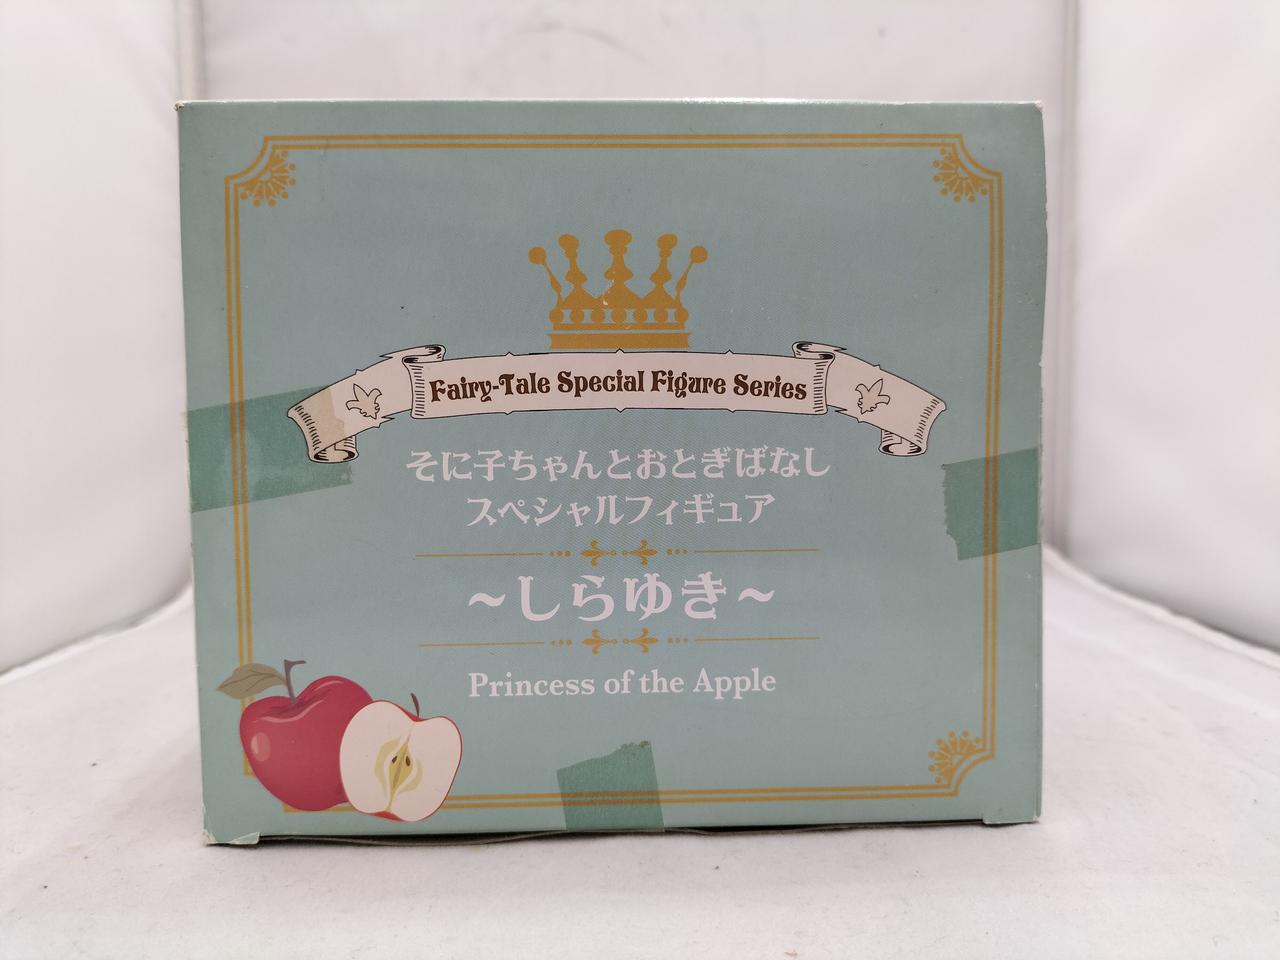 Fairy-Tale Special Figure Series
そに子ちゃんとおとぎばなし
スペシャルフィギュア
~しらゆき~
Princess of the Apple